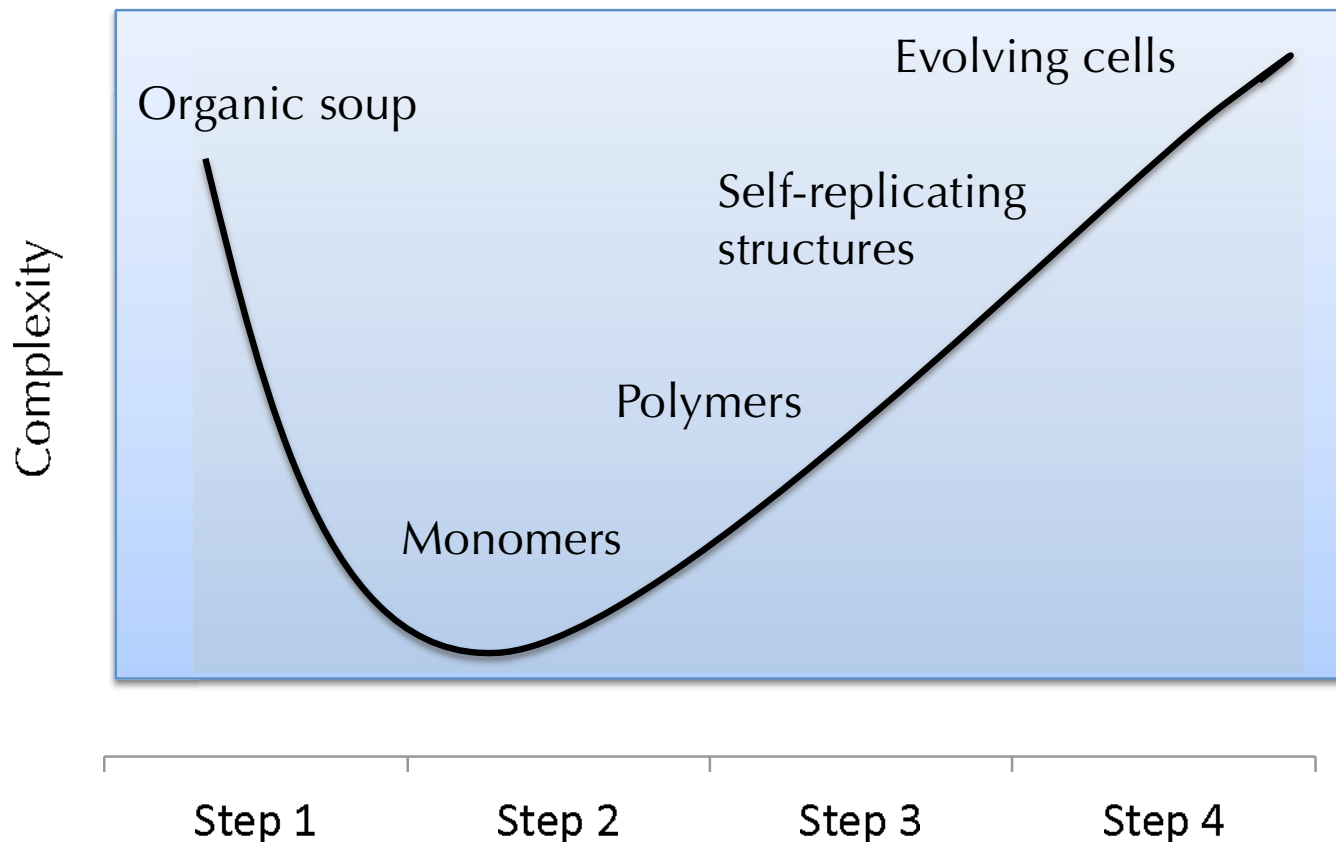 Evolving cells
Organic soup
Self-replicating
structures
Complexity
Polymers
Monomers
Step 1
Step 2
Step 3
Step 4